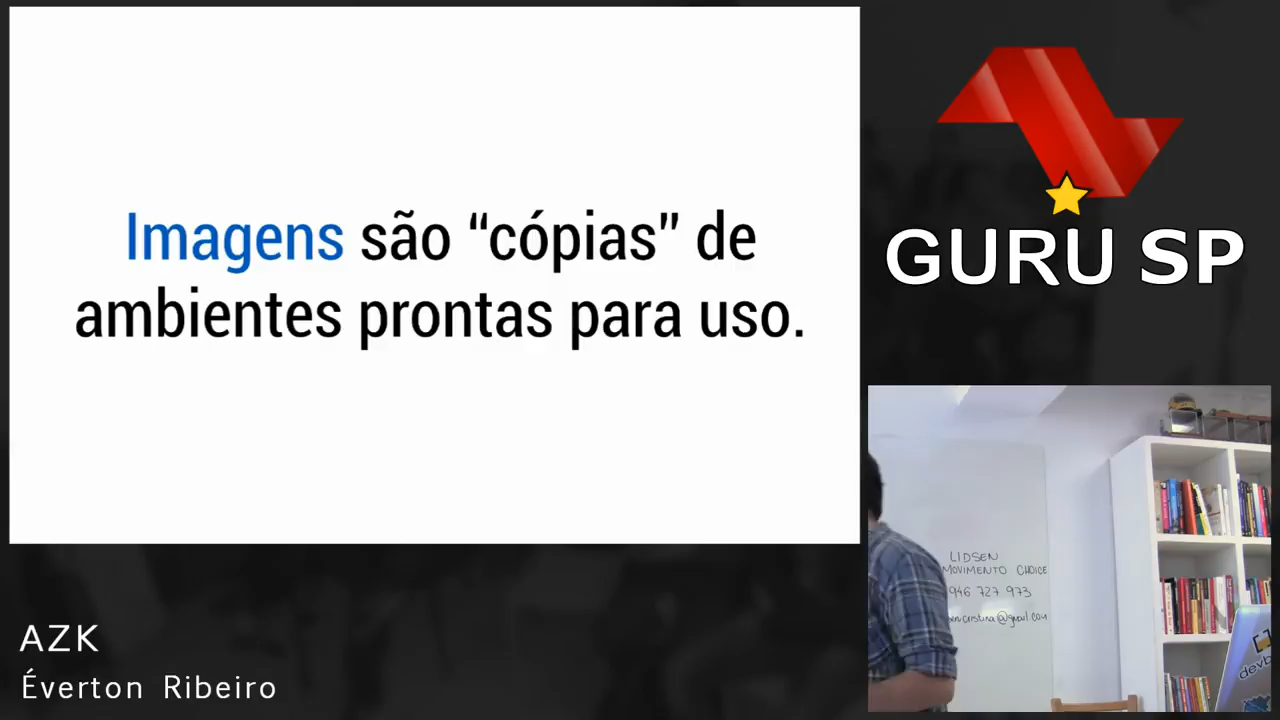 Imagens são “cópias” de
ambientes prontas para uso.
GURU SP
LIDSEN
MOVIMENTO CHOICE
946 727 973
AZK
Éverton Ribeiro